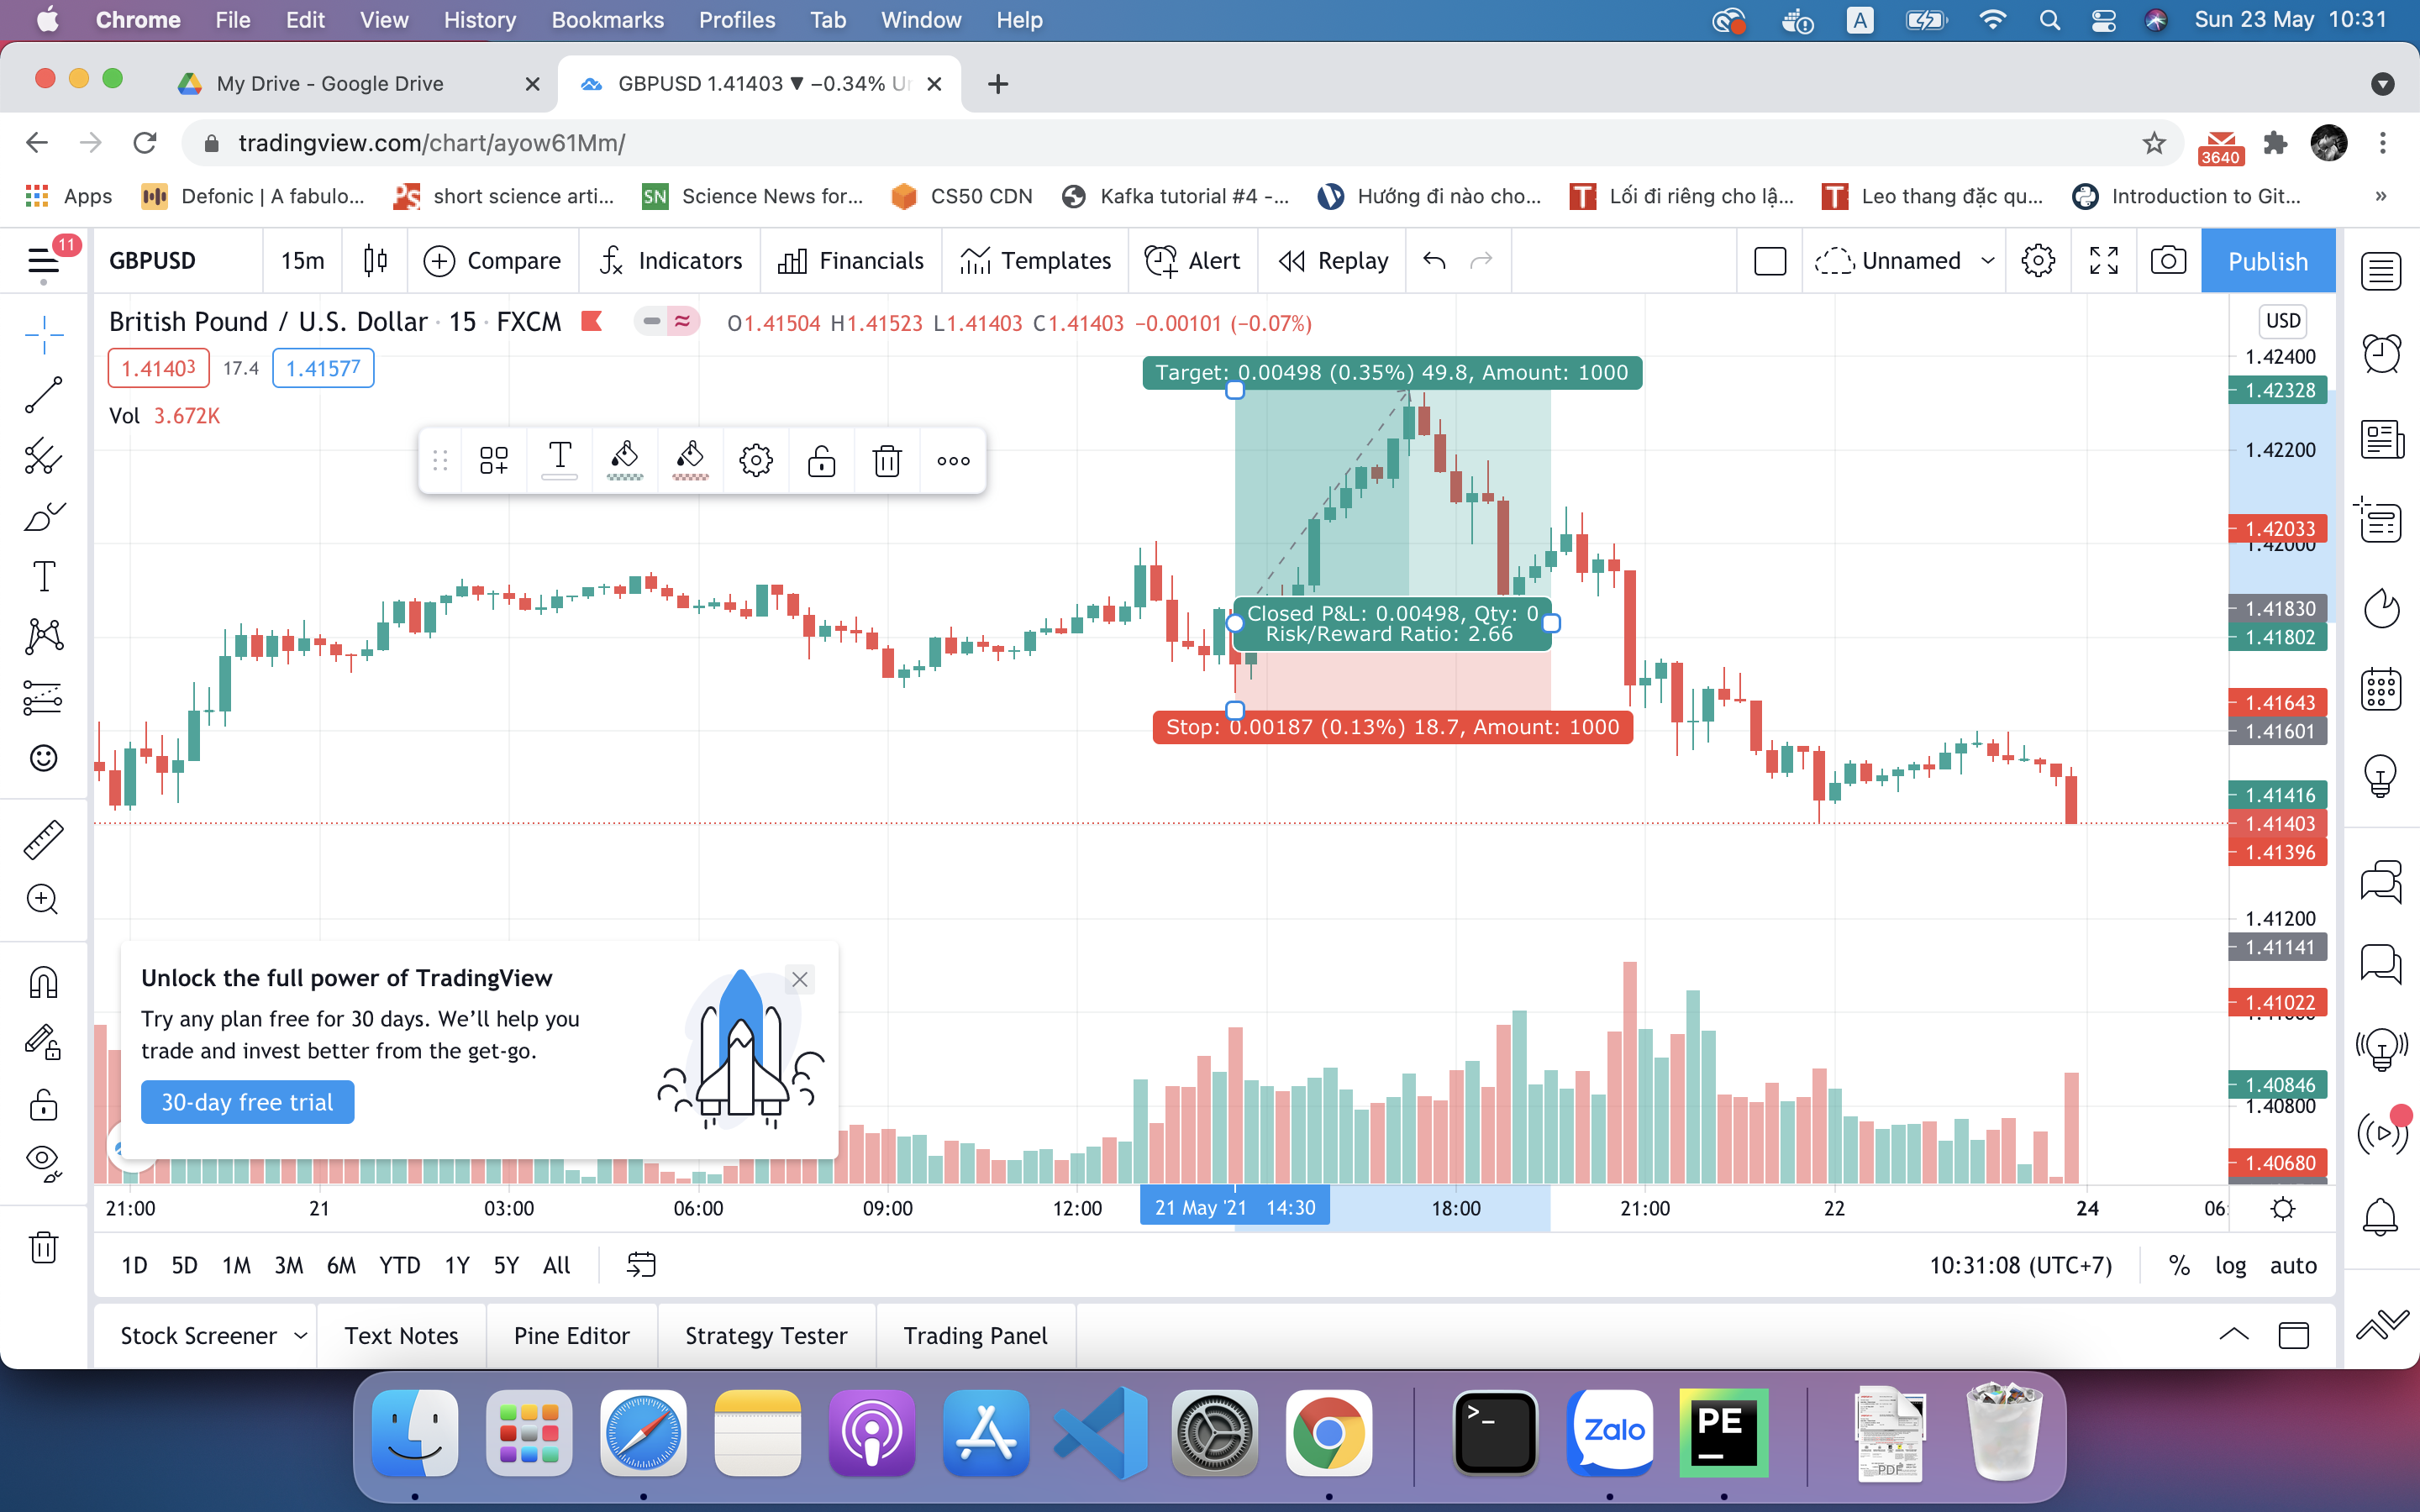 Chrome File Edit View History Bookmarks Profiles Tab Window Help A Sun 23 May 10:31
My Drive - Google Drive GBPUSD 1.41403 ▼ −0.34% Un
tradingview.com/chart/ayow61Mm/ 3640
Apps Defonic | A fabulo... PS short science arti... SN Science News for... CS50 CDN Kafka tutorial #4 -... Hướng đi nào cho... T Lối đi riêng cho lậ... T Leo thang đặc qu... Introduction to Git... »
11 GBPUSD 15m Compare Indicators Financials Templates Alert Replay Unnamed Publish
British Pound / U.S. Dollar · 15 · FXCM O1.41504 H1.41523 L1.41403 C1.41403 −0.00101 (−0.07%) USD
1.41403 17.4 1.41577
Vol 3.672K
Target: 0.00498 (0.35%) 49.8, Amount: 1000
Closed P&L: 0.00498, Qty: 0
Risk/Reward Ratio: 2.66
Stop: 0.00187 (0.13%) 18.7, Amount: 1000
1.42400
1.42328
1.42200
1.42033
1.42000
1.41830
1.41802
1.41643
1.41601
1.41416
1.41403
1.41396
1.41200
1.41141
1.41022
1.40846
1.40800
1.40680
Unlock the full power of TradingView
Try any plan free for 30 days. We’ll help you
trade and invest better from the get-go.
30-day free trial
21:00 21 03:00 06:00 09:00 12:00 21 May '21 14:30 18:00 21:00 22 24 06:
1D 5D 1M 3M 6M YTD 1Y 5Y All 10:31:08 (UTC+7) % log auto
Stock Screener Text Notes Pine Editor Strategy Tester Trading Panel
>_ Zalo PE PDF